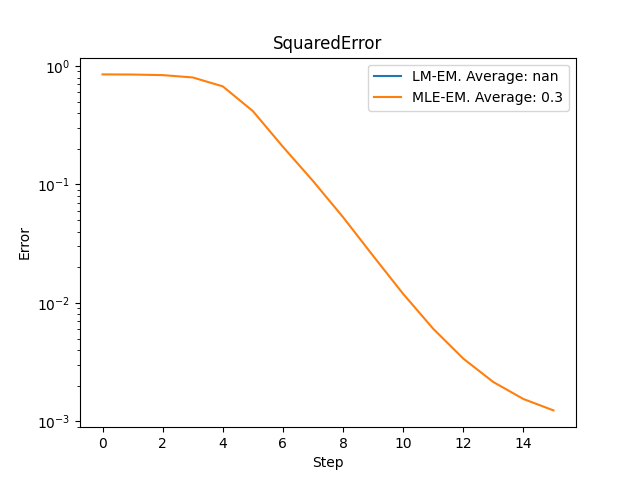 SquaredError
LM-EM. Average: nan
MLE-EM. Average: 0.3
Error
10⁰
10⁻¹
10⁻²
10⁻³
0 2 4 6 8 10 12 14
Step